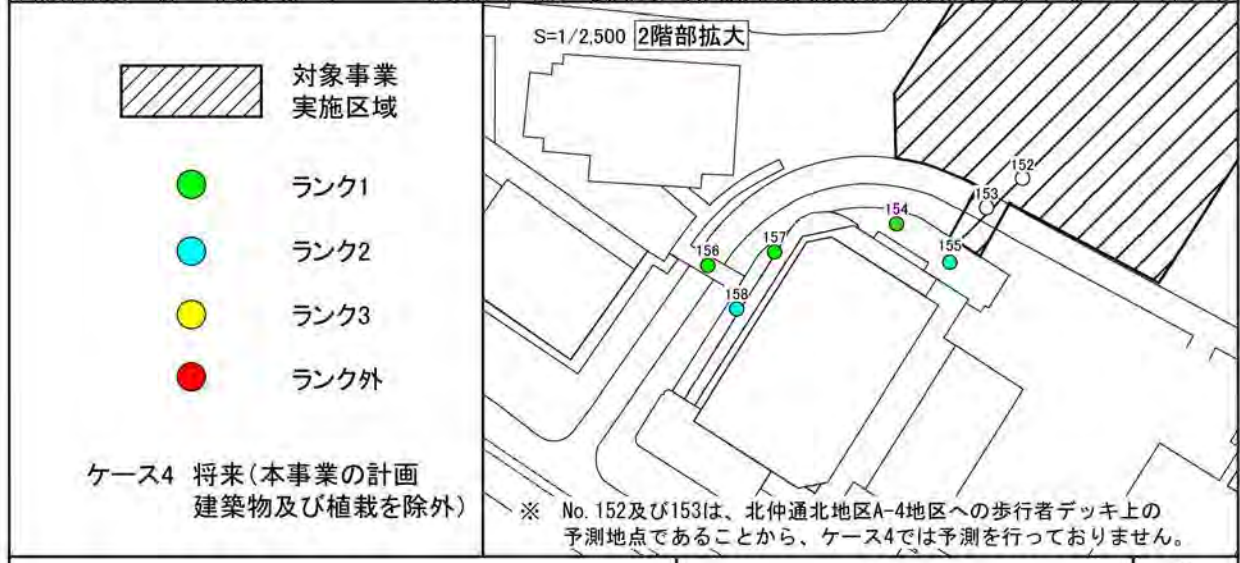 対象事業
実施区域
ランク1
ランク2
ランク3
ランク外
ケース4 将来(本事業の計画
建築物及び植栽を除外)
S=1/2,500 2階部拡大
152
153
154
155
156
157
158
※ No.152及び153は、北仲通北地区A-4地区への歩行者デッキ上の
予測地点であることから、ケース4では予測を行っておりません。